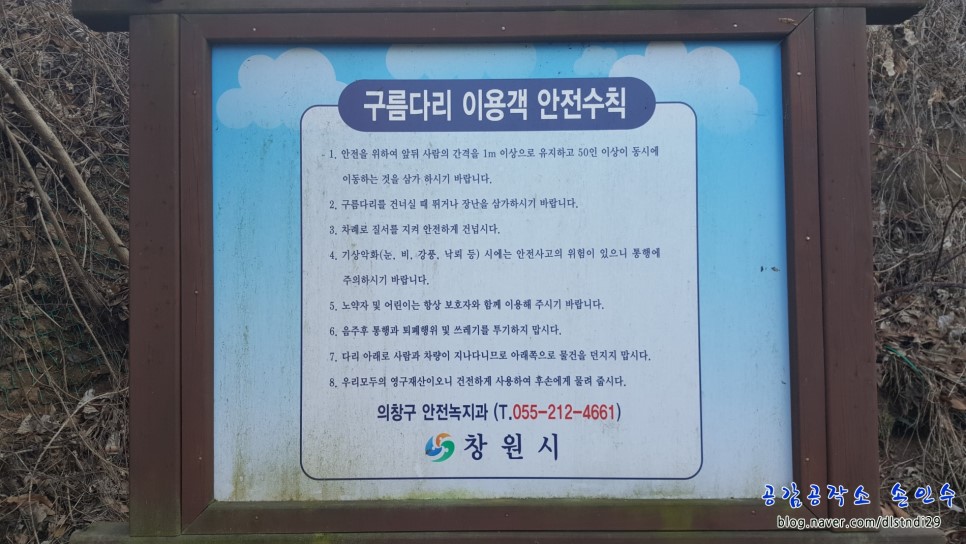 구름다리 이용객 안전수칙
1. 안전을 위하여 앞뒤 사람의 간격을 1m 이상으로 유지하고 50인 이상이 동시에
이동하는 것을 삼가 하시기 바랍니다.
2. 구름다리를 건너실 때 뛰거나 장난을 삼가하시기 바랍니다.
3. 차례로 질서를 지켜 안전하게 건넙시다.
4. 기상악화(눈, 비, 강풍, 낙뢰 등) 시에는 안전사고의 위험이 있으니 통행에
주의하시기 바랍니다.
5. 노약자 및 어린이는 항상 보호자와 함께 이용해 주시기 바랍니다.
6. 음주후 통행과 퇴폐행위 및 쓰레기를 투기하지 맙시다.
7. 다리 아래로 사람과 차량이 지나다니므로 아래쪽으로 물건을 던지지 맙시다.
8. 우리모두의 영구재산이오니 건전하게 사용하여 후손에게 물려 줍시다.
의창구 안전녹지과 (T.055-212-4661)
창원시
공감공작소 손인수
blog.naver.com/dlstndi29